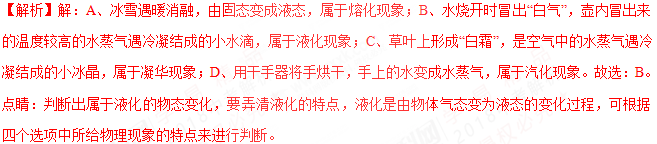 【解析】解：A、冰雪遇暖消融，由固态变成液态，属于熔化现象；B、水烧开时冒出“白气”，壶内冒出来
的温度较高的水蒸气遇冷凝结成的小水滴，属于液化现象；C、草叶上形成“白霜”，是空气中的水蒸气遇冷
凝结成的小冰晶，属于凝华现象；D、用干手器将手烘干，手上的水变成水蒸气，属于汽化现象。故选：B。
点睛：判断出属于液化的物态变化，要弄清液化的特点，液化是由物体气态变为液态的变化过程，可根据
四个选项中所给物理现象的特点来进行判断。